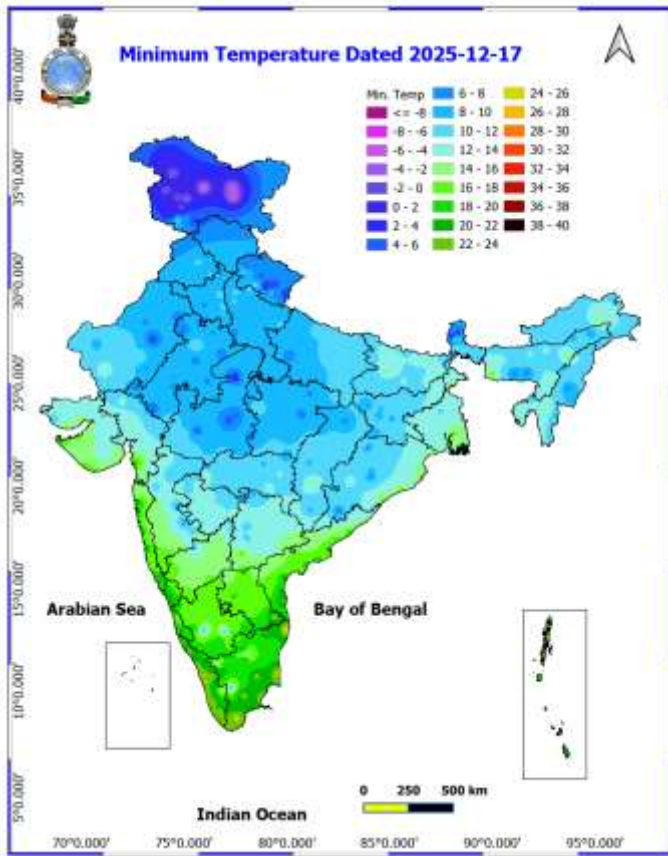 Minimum Temperature Dated 2025-12-17
Min. Temp
<= -8
-8 - -6
-6 - -4
-4 - -2
-2 - 0
0 - 2
2 - 4
4 - 6
6 - 8
8 - 10
10 - 12
12 - 14
14 - 16
16 - 18
18 - 20
20 - 22
22 - 24
24 - 26
26 - 28
28 - 30
30 - 32
32 - 34
34 - 36
36 - 38
38 - 40
40°0.000'
35°0.000'
30°0.000'
25°0.000'
20°0.000'
15°0.000'
10°0.000'
5°0.000'
Arabian Sea
Bay of Bengal
0 250 500 km
Indian Ocean
70°0.000' 75°0.000' 80°0.000' 85°0.000' 90°0.000' 95°0.000'